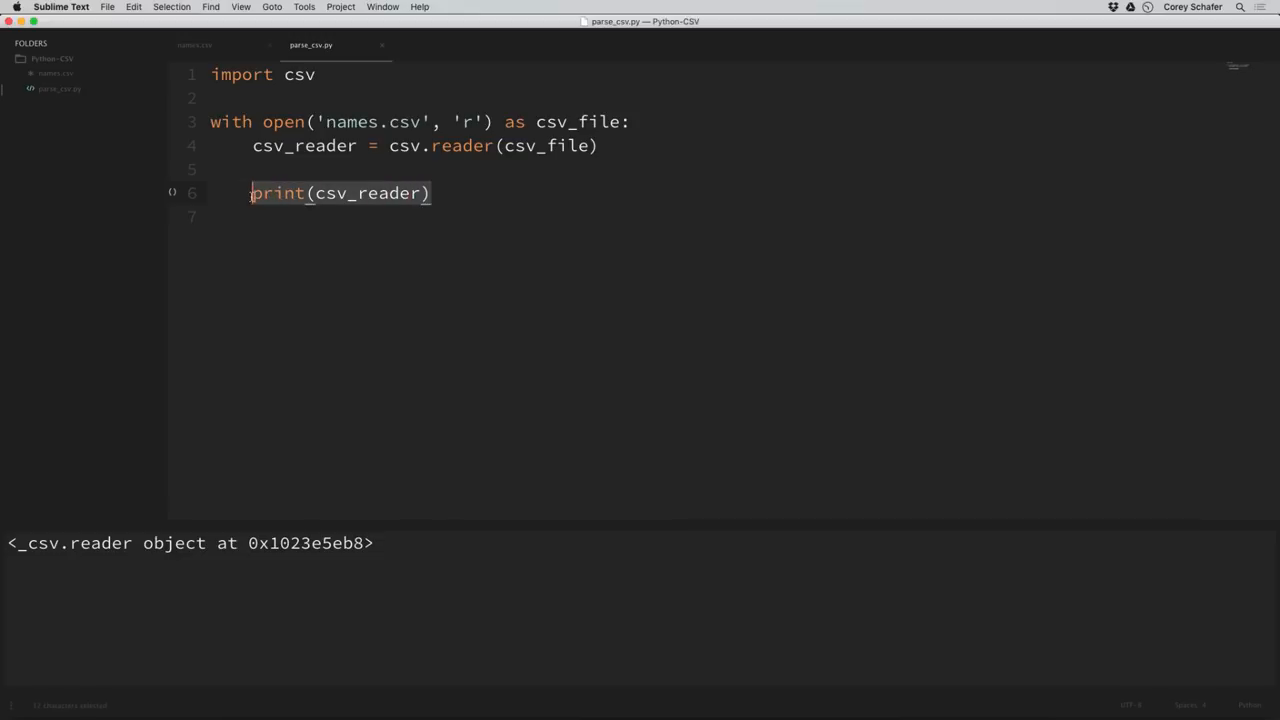 Sublime Text File Edit Selection Find View Goto Tools Project Window Help Corey Schafer
parse_csv.py — Python-CSV
FOLDERS
Python-CSV
names.csv
parse_csv.py
names.csv × parse_csv.py ×
1 import csv
2
3 with open('names.csv', 'r') as csv_file:
4 csv_reader = csv.reader(csv_file)
5
() 6 print(csv_reader)
7
<_csv.reader object at 0x1023e5eb8>
characters selected UTF-8 Spaces: 4 Python